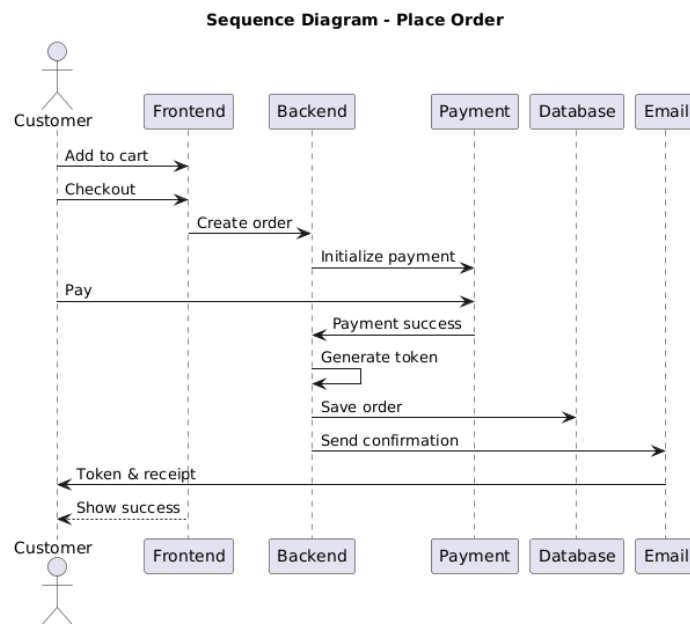 Sequence Diagram - Place Order
Customer
Frontend
Backend
Payment
Database
Email
Add to cart
Checkout
Create order
Initialize payment
Pay
Payment success
Generate token
Save order
Send confirmation
Token & receipt
Show success
Customer
Frontend
Backend
Payment
Database
Email